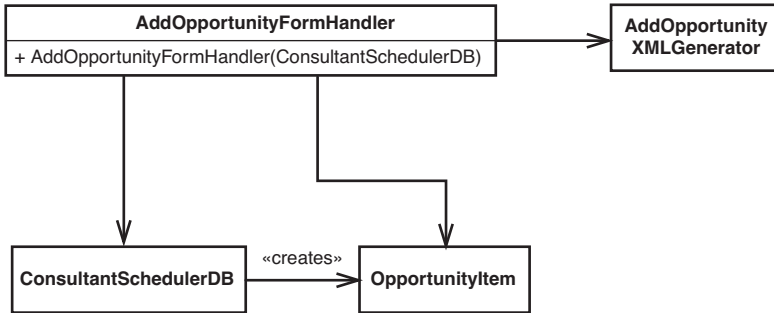 AddOpportunityFormHandler
+ AddOpportunityFormHandler(ConsultantSchedulerDB)
AddOpportunity
XMLGenerator
«creates»
ConsultantSchedulerDB
OpportunityItem